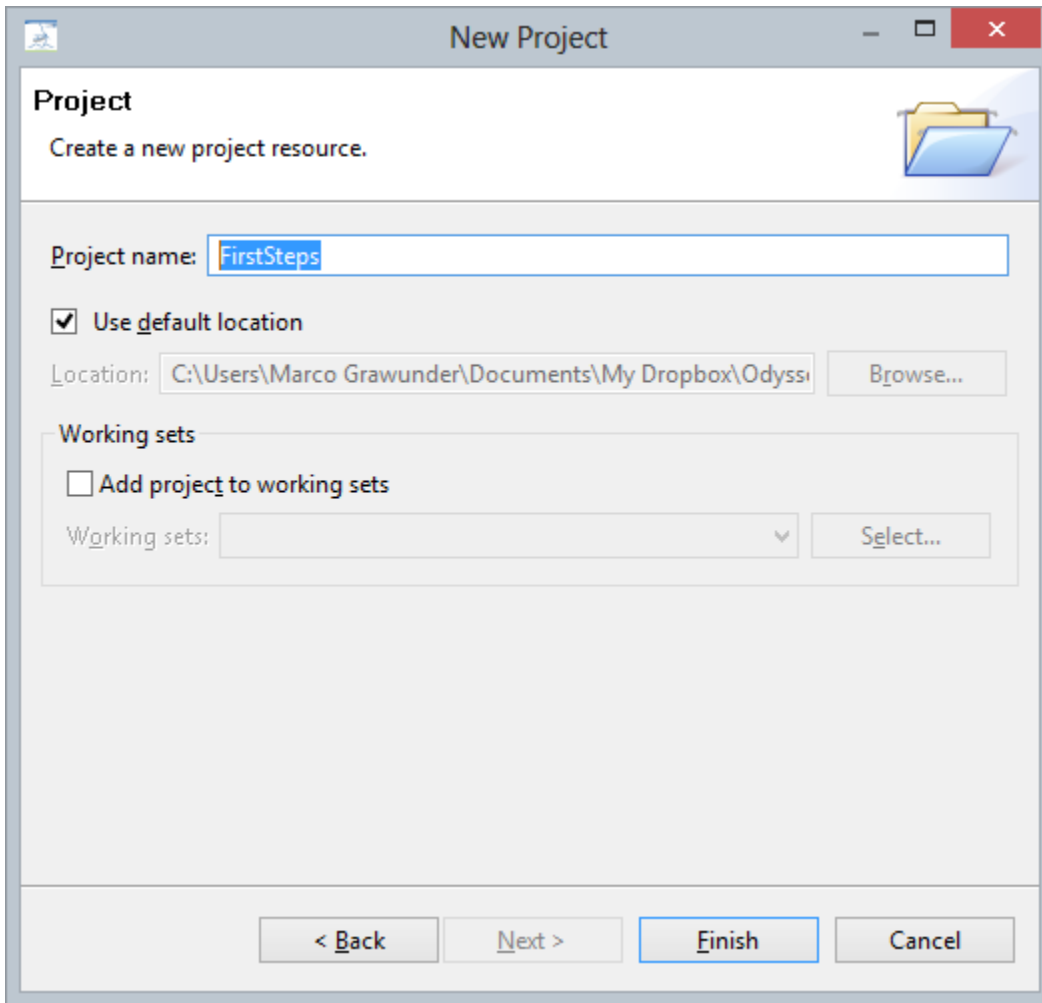 New Project
Project
Create a new project resource.
Project name: FirstSteps
Use default location
Location: C:\Users\Marco Grawunder\Documents\My Dropbox\Odyss Browse...
Working sets
Add project to working sets
Working sets: Select...
< Back Next > Finish Cancel